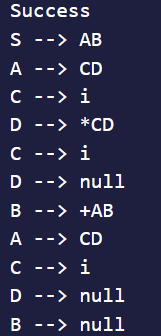 Success
S --> AB
A --> CD
C --> i
D --> *CD
C --> i
D --> null
B --> +AB
A --> CD
C --> i
D --> null
B --> null